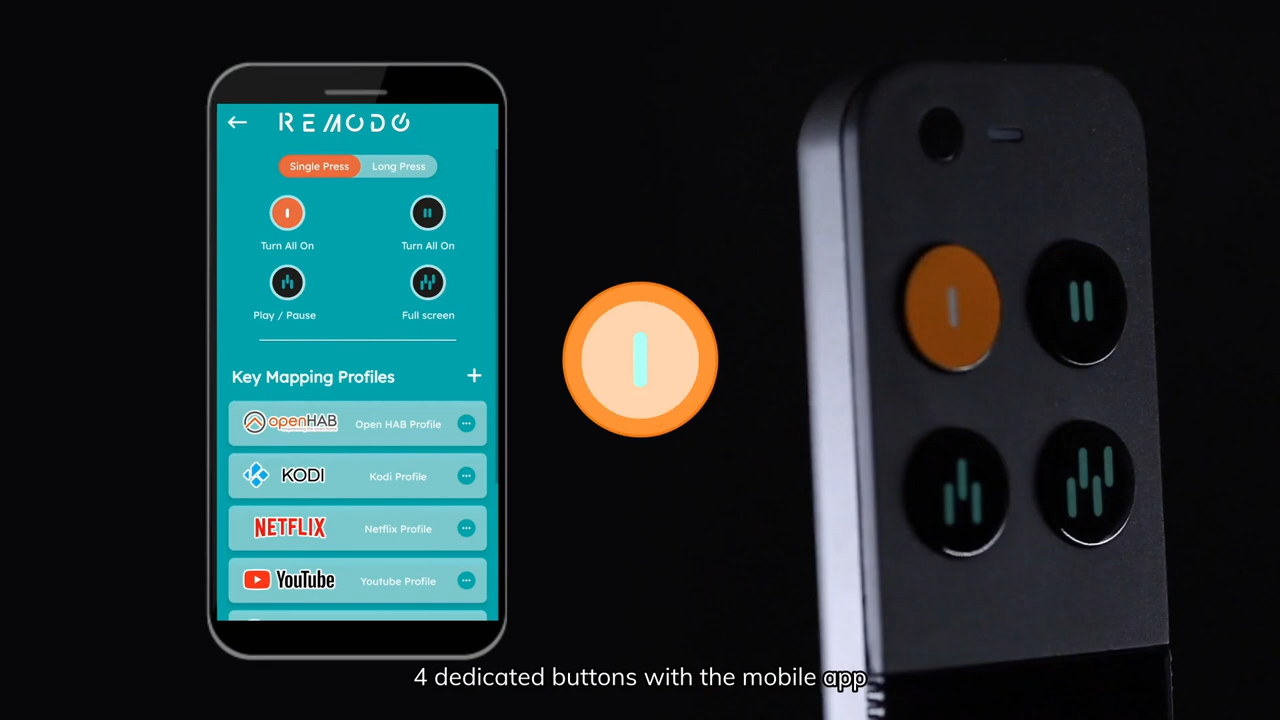 REMODO
Single Press
Long Press
Turn All On
Turn All On
Play / Pause
Full screen
Key Mapping Profiles +
openHAB
Open HAB Profile
KODI
Kodi Profile
NETFLIX
Netflix Profile
YouTube
Youtube Profile
4 dedicated buttons with the mobile app